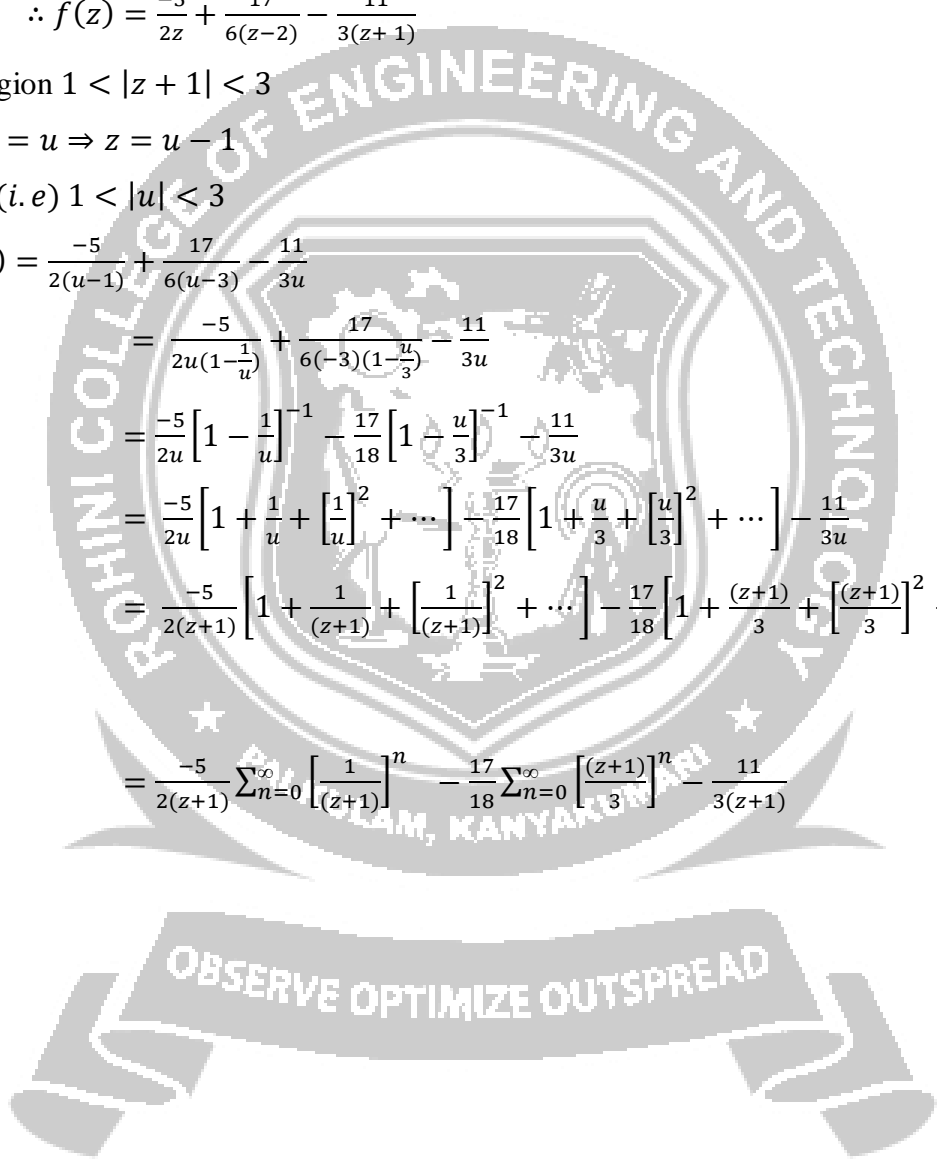 ∴ f(z) = -5/2z + 17/6(z−2) − 11/3(z+ 1)
gion 1 < |z + 1| < 3
= u ⇒ z = u − 1
(i. e) 1 < |u| < 3
) = -5/2(u−1) + 17/6(u−3) − 11/3u
= -5/2u(1−1/u) + 17/6(−3)(1−u/3) − 11/3u
= -5/2u [1 − 1/u]^−1 − 17/18 [1 − u/3]^−1 − 11/3u
= -5/2u [1 + 1/u + [1/u]^2 + ⋯ ] − 17/18 [1 + u/3 + [u/3]^2 + ⋯ ] − 11/3u
= -5/2(z+1) [1 + 1/(z+1) + [1/(z+1)]^2 + ⋯ ] − 17/18 [1 + (z+1)/3 + [(z+1)/3]^2
= -5/2(z+1) ∑_{n=0}^{∞} [1/(z+1)]^n − 17/18 ∑_{n=0}^{∞} [(z+1)/3]^n − 11/3(z+1)
ROHINI COLLEGE OF ENGINEERING AND TECHNOLOGY
KANYAKUMARI
OBSERVE OPTIMIZE OUTSPREAD